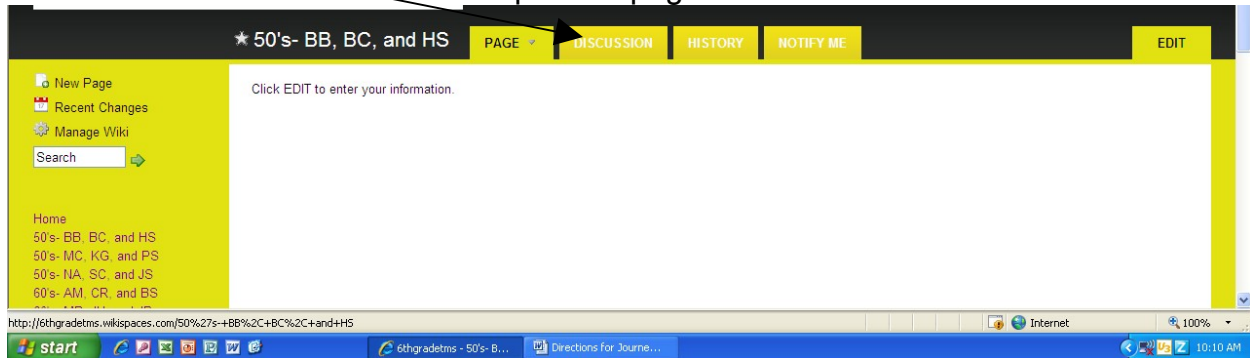 ★ 50's- BB, BC, and HS PAGE DISCUSSION HISTORY NOTIFY ME EDIT
New Page
Click EDIT to enter your information.
Recent Changes
Manage Wiki
Search
Home
50's- BB, BC, and HS
50's- MC, KG, and PS
50's- NA, SC, and JS
60's- AM, CR, and BS
http://6thgradetms.wikispaces.com/50%27s-+BB%2C+BC%2C+and+HS Internet 100%
start 6thgradetms - 50's- B... Directions for Journe... 10:10 AM